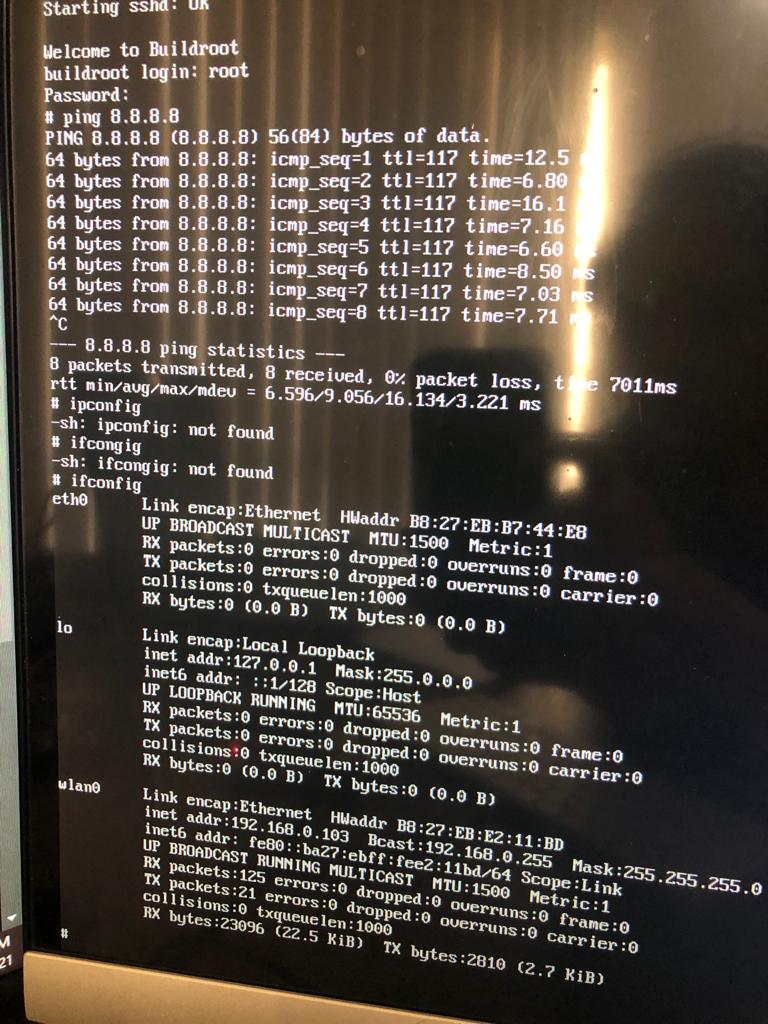 Starting sshd: OK
Welcome to Buildroot
buildroot login: root
Password:
# ping 8.8.8.8
PING 8.8.8.8 (8.8.8.8) 56(84) bytes of data.
64 bytes from 8.8.8.8: icmp_seq=1 ttl=117 time=12.5
64 bytes from 8.8.8.8: icmp_seq=2 ttl=117 time=6.80
64 bytes from 8.8.8.8: icmp_seq=3 ttl=117 time=16.1
64 bytes from 8.8.8.8: icmp_seq=4 ttl=117 time=7.16
64 bytes from 8.8.8.8: icmp_seq=5 ttl=117 time=6.60 ms
64 bytes from 8.8.8.8: icmp_seq=6 ttl=117 time=8.50 ms
64 bytes from 8.8.8.8: icmp_seq=7 ttl=117 time=7.03 ms
64 bytes from 8.8.8.8: icmp_seq=8 ttl=117 time=7.71
^C
--- 8.8.8.8 ping statistics ---
8 packets transmitted, 8 received, 0% packet loss, time 7011ms
rtt min/avg/max/mdev = 6.596/9.056/16.134/3.221 ms
# ipconfig
-sh: ipconfig: not found
# ifcongig
-sh: ifcongig: not found
# ifconfig
eth0 Link encap:Ethernet HWaddr B8:27:EB:B7:44:E8
UP BROADCAST MULTICAST MTU:1500 Metric:1
RX packets:0 errors:0 dropped:0 overruns:0 frame:0
TX packets:0 errors:0 dropped:0 overruns:0 carrier:0
collisions:0 txqueuelen:1000
RX bytes:0 (0.0 B) TX bytes:0 (0.0 B)
lo Link encap:Local Loopback
inet addr:127.0.0.1 Mask:255.0.0.0
inet6 addr: ::1/128 Scope:Host
UP LOOPBACK RUNNING MTU:65536 Metric:1
RX packets:0 errors:0 dropped:0 overruns:0 frame:0
TX packets:0 errors:0 dropped:0 overruns:0 carrier:0
collisions:0 txqueuelen:1000
RX bytes:0 (0.0 B) TX bytes:0 (0.0 B)
wlan0 Link encap:Ethernet HWaddr B8:27:EB:E2:11:BD
inet addr:192.168.0.103 Bcast:192.168.0.255 Mask:255.255.255.0
inet6 addr: fe80::ba27:ebff:fee2:11bd/64 Scope:Link
UP BROADCAST RUNNING MULTICAST MTU:1500 Metric:1
RX packets:125 errors:0 dropped:0 overruns:0 frame:0
TX packets:21 errors:0 dropped:0 overruns:0 carrier:0
collisions:0 txqueuelen:1000
RX bytes:23096 (22.5 KiB) TX bytes:2810 (2.7 KiB)
#
M
21